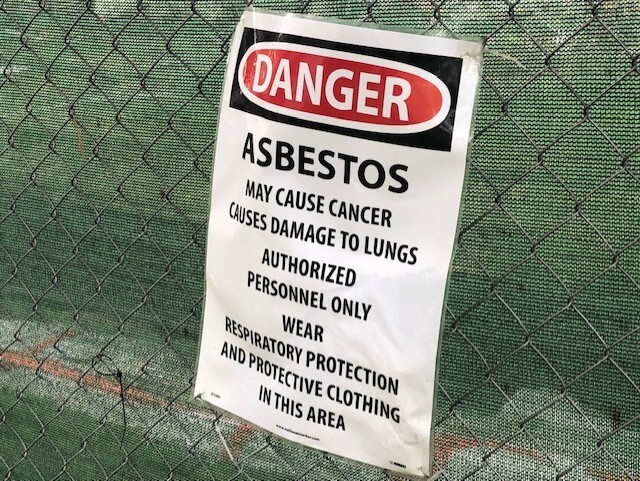 DANGER
ASBESTOS
MAY CAUSE CANCER
CAUSES DAMAGE TO LUNGS
AUTHORIZED
PERSONNEL ONLY
WEAR
RESPIRATORY PROTECTION
AND PROTECTIVE CLOTHING
IN THIS AREA